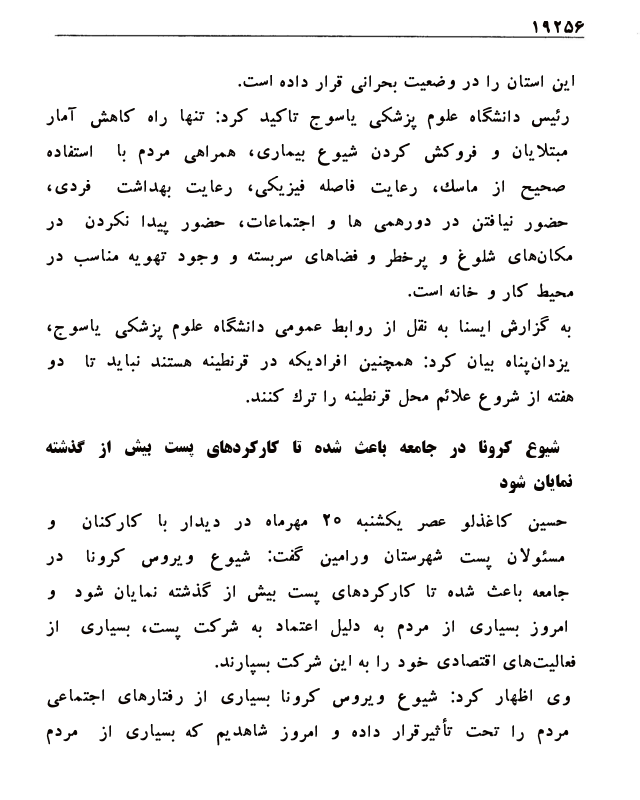 ۱۹۲۵۶
این استان را در وضعیت بحرانی قرار داده است.
رئیس دانشگاه علوم پزشکی یاسوج تاکید کرد: تنها راه کاهش آمار
مبتلایان و فروکش کردن شیوع بیماری، همراهی مردم با استفاده
صحیح از ماسك، رعایت فاصله فیزیکی، رعایت بهداشت فردی،
حضور نیافتن در دورهمی ها و اجتماعات، حضور پیدا نکردن در
مکان‌های شلوغ و پرخطر و فضاهای سربسته و وجود تهویه مناسب در
محیط کار و خانه است.
به گزارش ایسنا به نقل از روابط عمومی دانشگاه علوم پزشکی یاسوج،
یزدان‌پناه بیان کرد: همچنین افرادیکه در قرنطینه هستند نباید تا دو
هفته از شروع علائم محل قرنطینه را ترك کنند.
شیوع کرونا در جامعه باعث شده تا کارکردهای پست بیش از گذشته
نمایان شود
حسین کاغذلو عصر یکشنبه ۲۰ مهرماه در دیدار با کارکنان و
مسئولان پست شهرستان ورامین گفت: شیوع ویروس کرونا در
جامعه باعث شده تا کارکردهای پست بیش از گذشته نمایان شود و
امروز بسیاری از مردم به دلیل اعتماد به شرکت پست، بسیاری از
فعالیت‌های اقتصادی خود را به این شرکت بسپارند.
وی اظهار کرد: شیوع ویروس کرونا بسیاری از رفتارهای اجتماعی
مردم را تحت تأثیرقرار داده و امروز شاهدیم که بسیاری از مردم